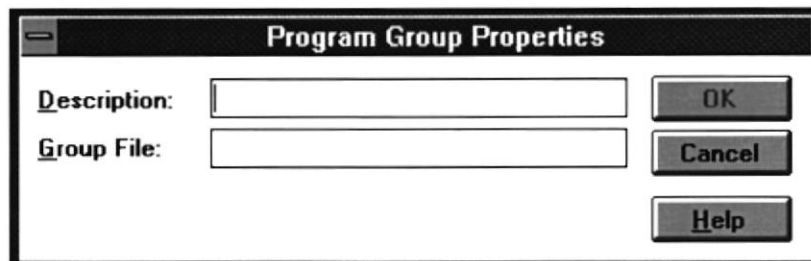 Program Group Properties
Description:
OK
Group File:
Cancel
Help